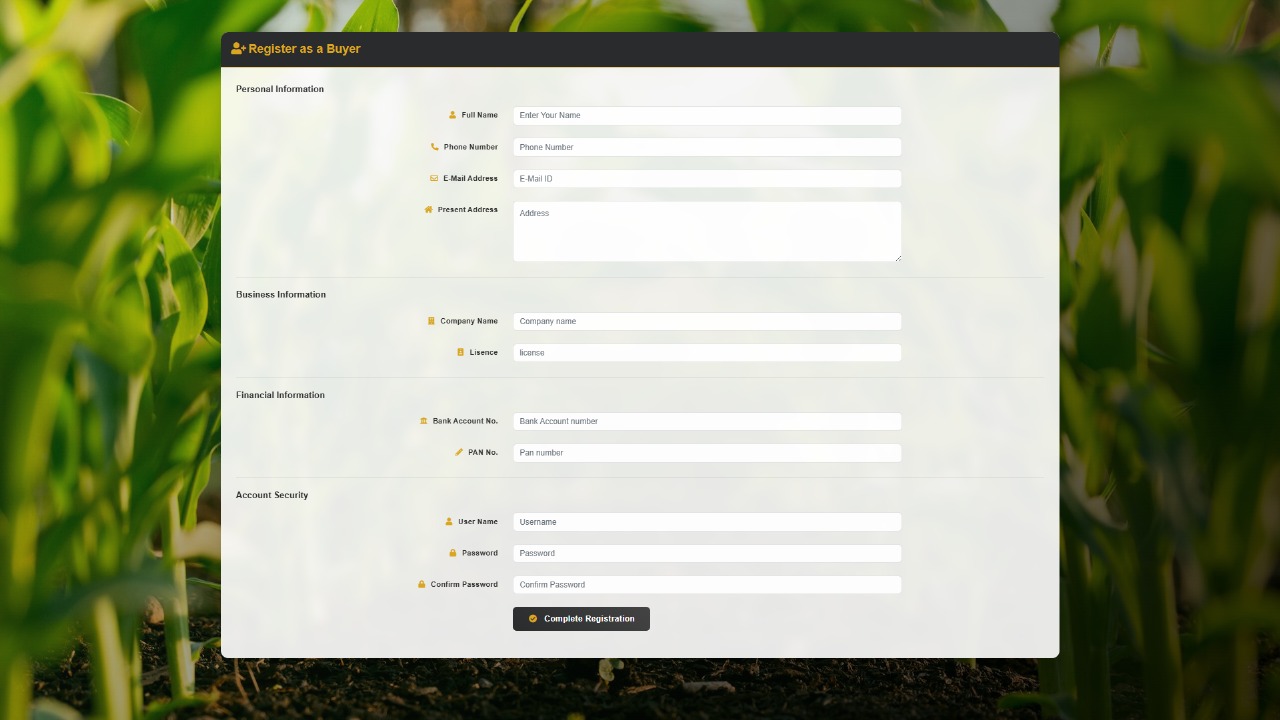 Register as a Buyer
Personal Information
Full Name
Enter Your Name
Phone Number
Phone Number
E-Mail Address
E-Mail ID
Present Address
Address
Business Information
Company Name
Company name
Lisence
license
Financial Information
Bank Account No.
Bank Account number
PAN No.
Pan number
Account Security
User Name
Username
Password
Password
Confirm Password
Confirm Password
Complete Registration